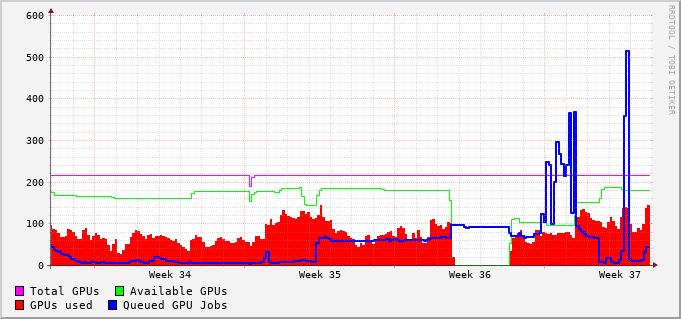 600
500
400
300
200
100
0
Week 34 Week 35 Week 36 Week 37
Total GPUs Available GPUs
GPUs used Queued GPU Jobs
RRDTOOL / TOBI OETIKER